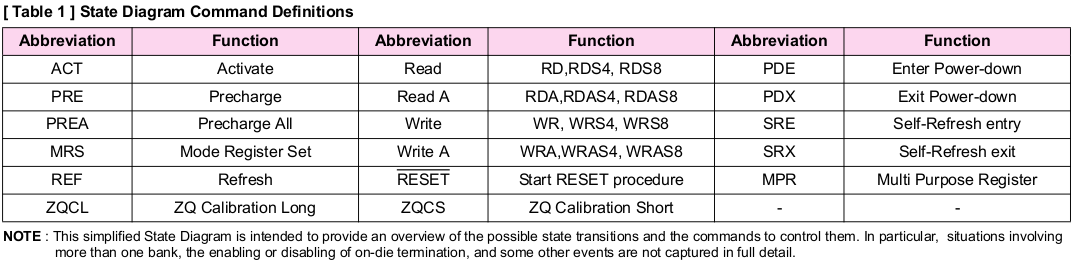 [ Table 1 ] State Diagram Command Definitions
Abbreviation Function Abbreviation Function Abbreviation Function
ACT Activate Read RD,RDS4, RDS8 PDE Enter Power-down
PRE Precharge Read A RDA,RDAS4, RDAS8 PDX Exit Power-down
PREA Precharge All Write WR, WRS4, WRS8 SRE Self-Refresh entry
MRS Mode Register Set Write A WRA,WRAS4, WRAS8 SRX Self-Refresh exit
REF Refresh RESET Start RESET procedure MPR Multi Purpose Register
ZQCL ZQ Calibration Long ZQCS ZQ Calibration Short - -
NOTE : This simplified State Diagram is intended to provide an overview of the possible state transitions and the commands to control them. In particular, situations involving
more than one bank, the enabling or disabling of on-die termination, and some other events are not captured in full detail.